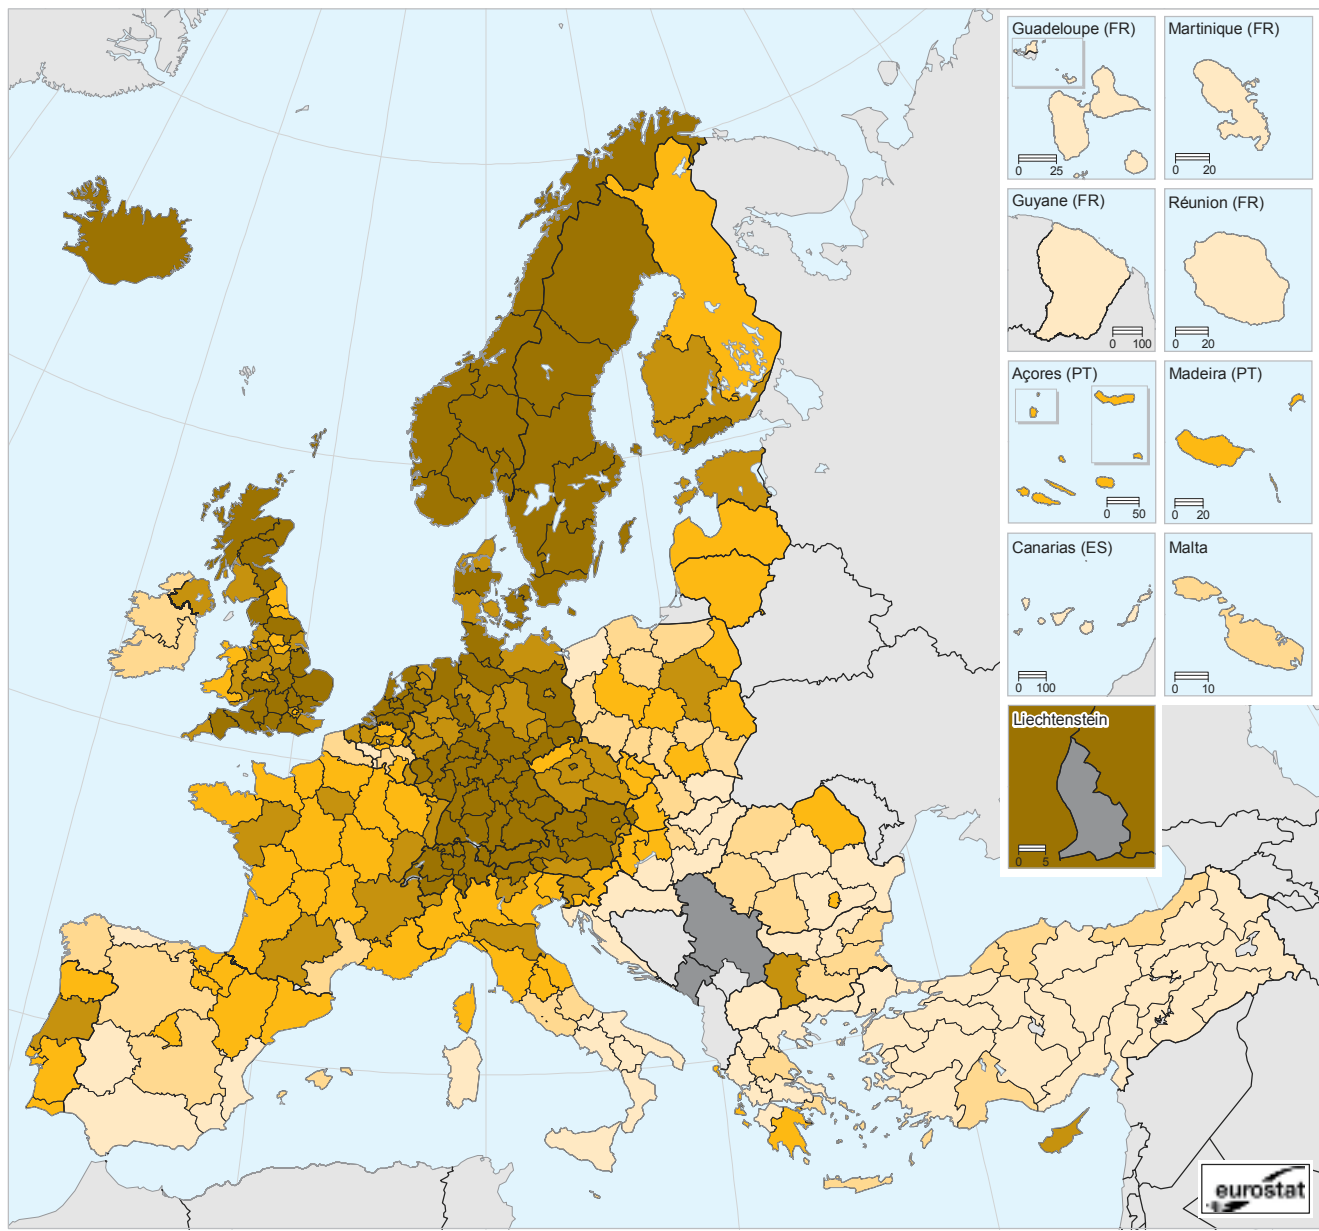 Guadeloupe (FR)
0 25
Martinique (FR)
0 20
Guyane (FR)
0 100
Réunion (FR)
0 20
Açores (PT)
0 50
Madeira (PT)
0 20
Canarias (ES)
0 100
Malta
0 10
Liechtenstein
0 5
eurostat